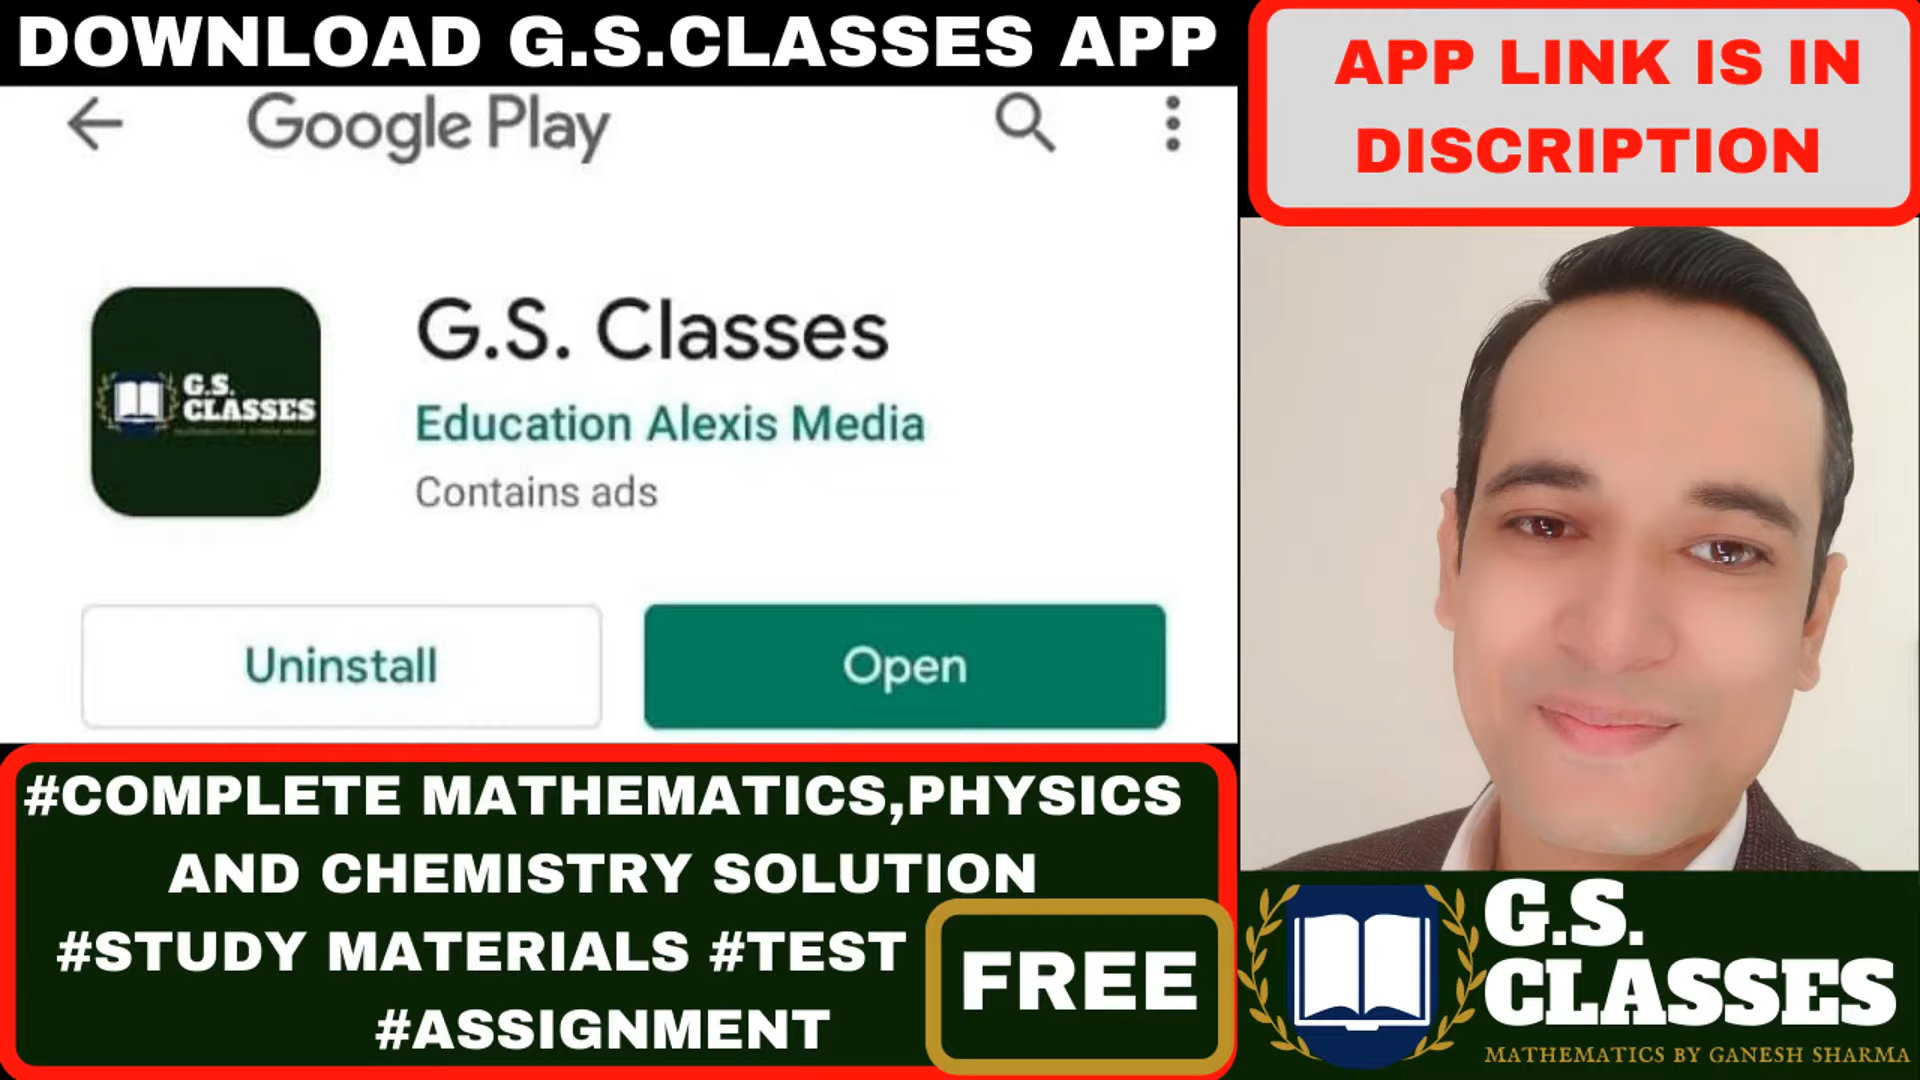 DOWNLOAD G.S.CLASSES APP
APP LINK IS IN
DISCRIPTION
Google Play
G.S.
CLASSES
G.S. Classes
Education Alexis Media
Contains ads
Uninstall
Open
#COMPLETE MATHEMATICS,PHYSICS
AND CHEMISTRY SOLUTION
#STUDY MATERIALS #TEST
#ASSIGNMENT
FREE
G.S.
CLASSES
MATHEMATICS BY GANESH SHARMA